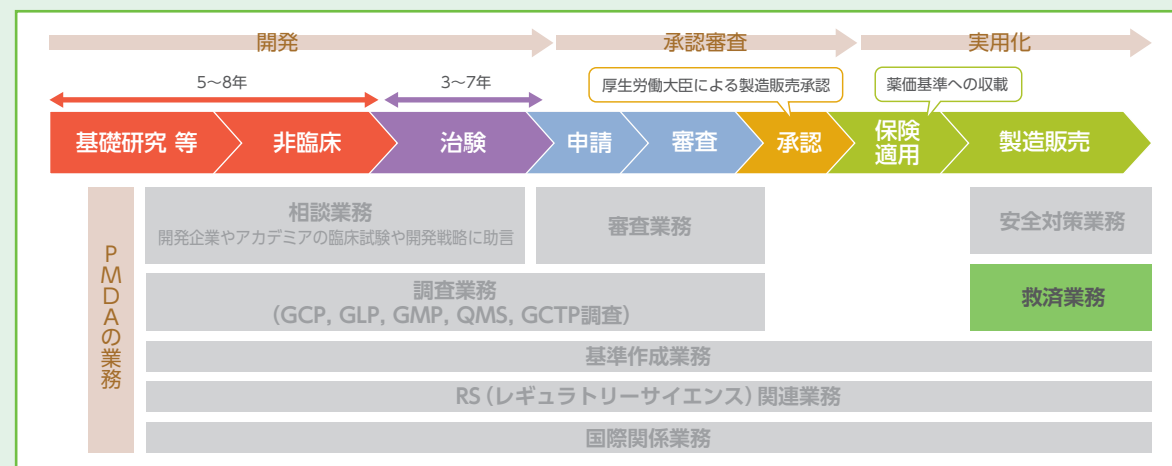 開発
承認審査
実用化
5〜8年
3〜7年
厚生労働大臣による製造販売承認
薬価基準への収載
基礎研究 等
非臨床
治験
申請
審査
承認
保険
適用
製造販売
PMDAの業務
相談業務
開発企業やアカデミアの臨床試験や開発戦略に助言
審査業務
安全対策業務
調査業務
（GCP, GLP, GMP, QMS, GCTP調査）
救済業務
基準作成業務
RS（レギュラトリーサイエンス）関連業務
国際関係業務